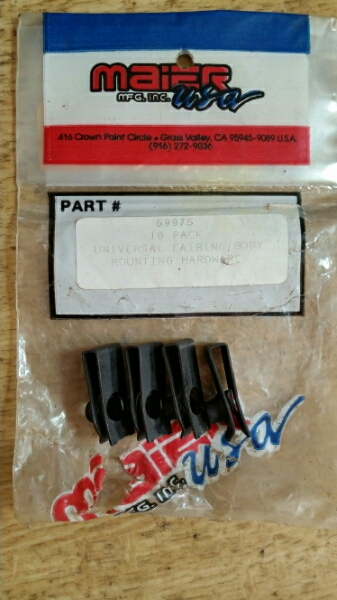 maier
MFG. INC. usa
416 Crown Point Circle • Grass Valley, CA 95945-9089 U.S.A.
(916) 272-9036
PART #
69975
10 PACK
UNIVERSAL FAIRING/BODY
MOUNTING HARDWARE
maier
MFG. INC. usa